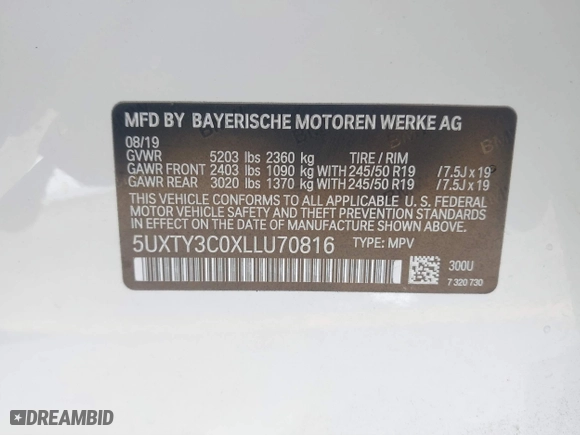 MFD BY BAYERISCHE MOTOREN WERKE AG
08/19
GVWR 5203 lbs 2360 kg TIRE / RIM
GAWR FRONT 2403 lbs 1090 kg WITH 245/50 R19 /7.5J x 19
GAWR REAR 3020 lbs 1370 kg WITH 245/50 R19 /7.5J x 19
THIS VEHICLE CONFORMS TO ALL APPLICABLE U. S. FEDERAL
MOTOR VEHICLE SAFETY AND THEFT PREVENTION STANDARDS
IN EFFECT ON THE DATE OF MANUFACTURE SHOWN ABOVE.
5UXTY3C0XLLU70816 TYPE: MPV
300U
7 320 730
DREAMBID